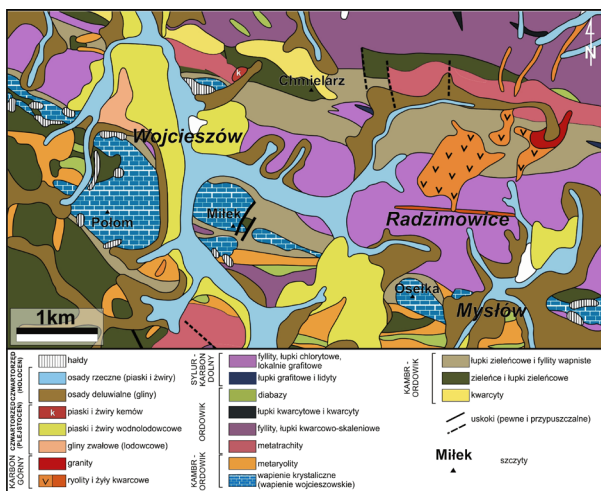 N
k
Chmielarz
Wojcieszów
Połom
Miłek
Radzimowice
Osełka
Mysłów
1km
CZWARTORZĘD
(HOLOCEN)
CZWARTORZĘD
(PLEJSTOCEN)
KARBON
GÓRNY
hałdy
osady rzeczne (piaski i żwiry)
osady deluwialne (gliny)
k piaski i żwiry kemów
piaski i żwiry wodnolodowcowe
gliny zwałowe (lodowcowe)
granity
ryolity i żyły kwarcowe
SYLUR -
KARBON
DOLNY
ORDOWIK
KAMBR-
ORDOWIK
fyllity, łupki chlorytowe,
lokalnie grafitowe
łupki grafitowe i lidyty
diabazy
łupki kwarcytowe i kwarcyty
fyllity, łupki kwarcowo-skaleniowe
metatrachity
metaryolity
wapienie krystaliczne
(wapienie wojcieszowskie)
KAMBR-
ORDOWIK
łupki zieleńcowe i fyllity wapniste
zieleńce i łupki zieleńcowe
kwarcyty
uskoki (pewne i przypuszczalne)
Miłek
szczyty